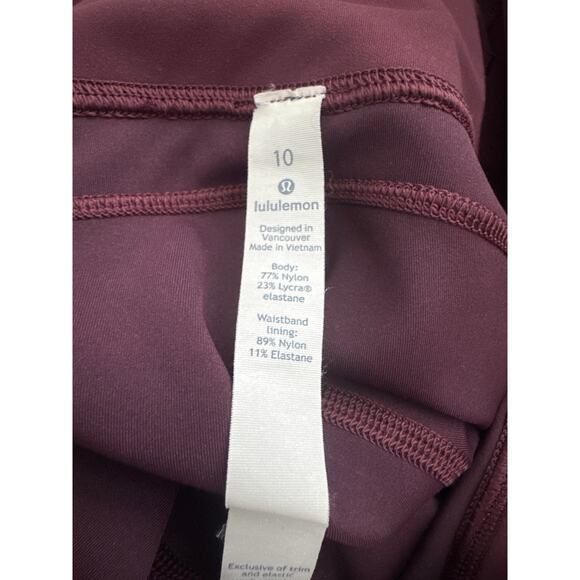 10
lululemon
Designed in
Vancouver
Made in Vietnam
Body:
77% Nylon
23% Lycra®
elastane
Waistband
lining:
89% Nylon
11% Elastane
Exclusive of trim
and elastic